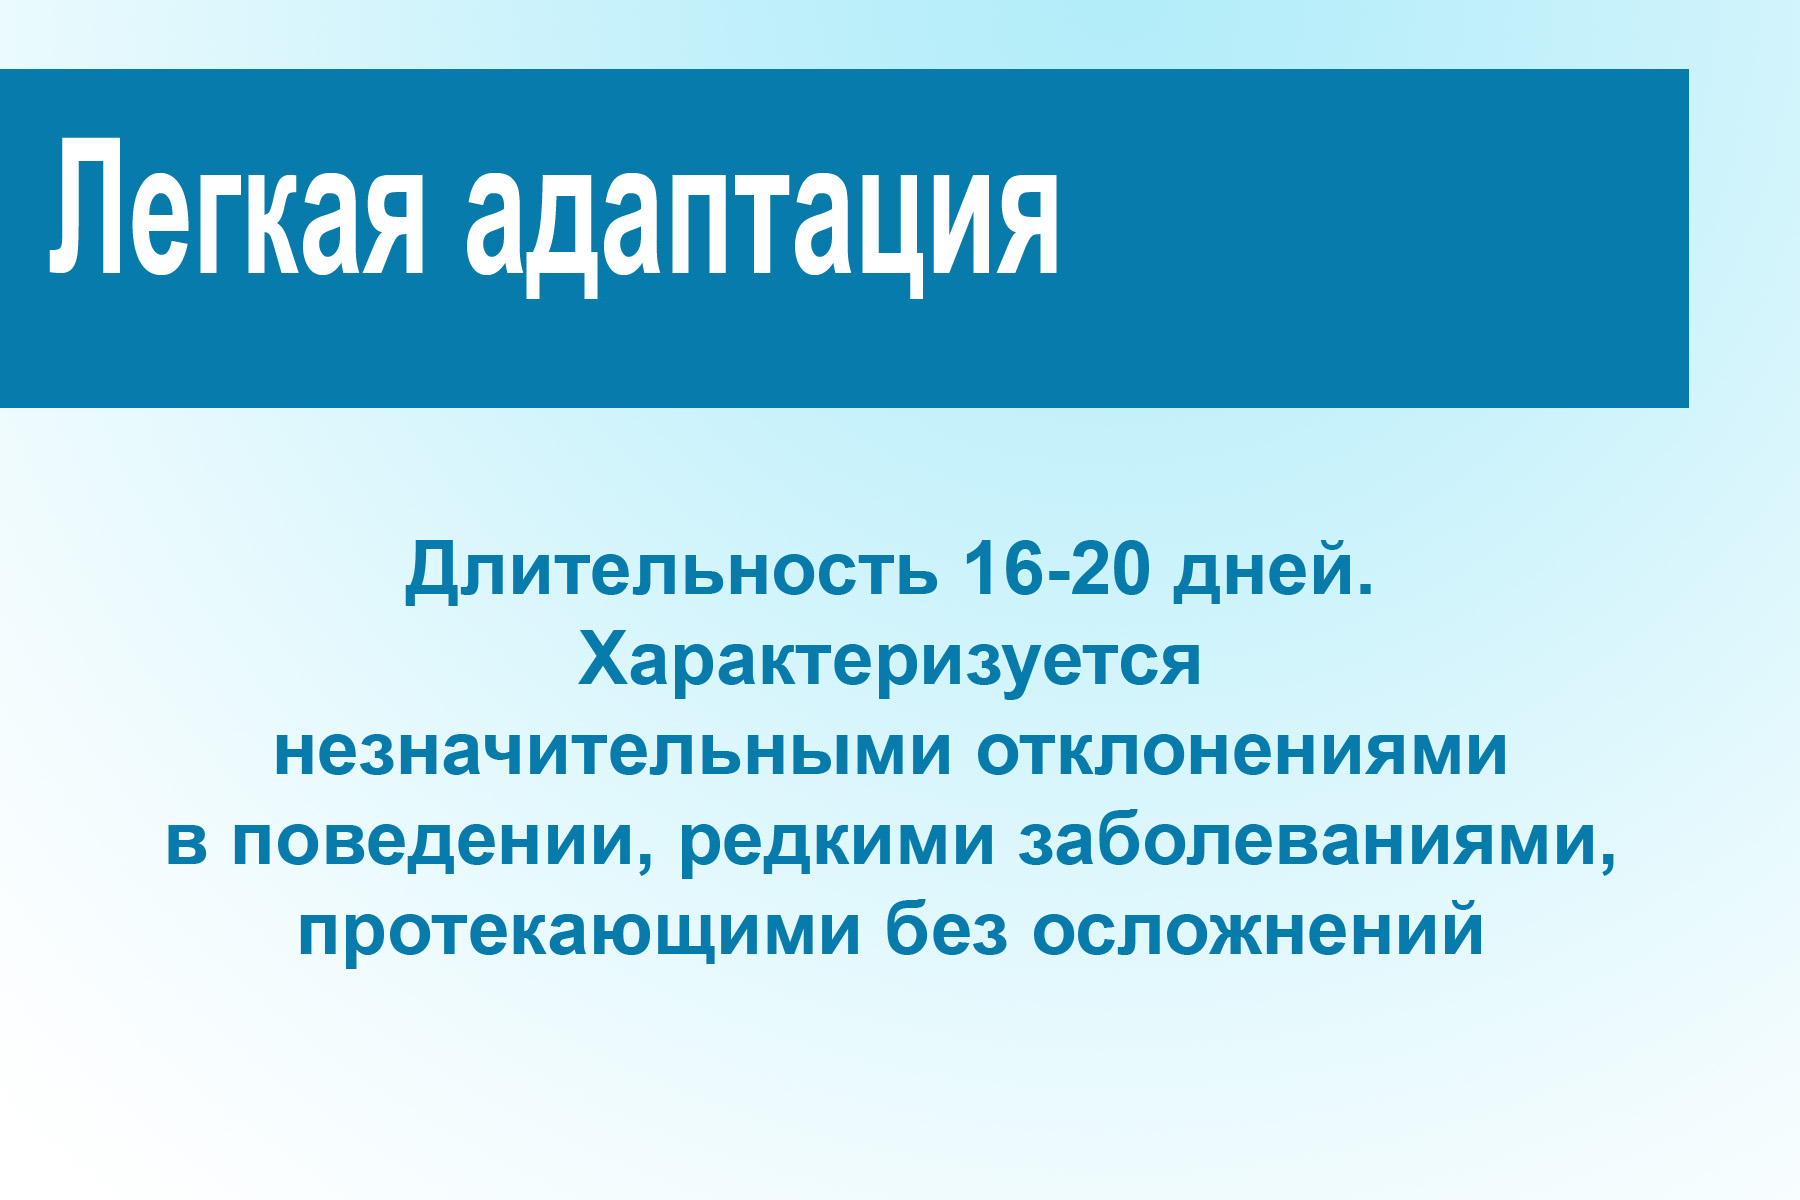 Легкая адаптация
Длительность 16-20 дней.
Характеризуется
незначительными отклонениями
в поведении, редкими заболеваниями,
протекающими без осложнений